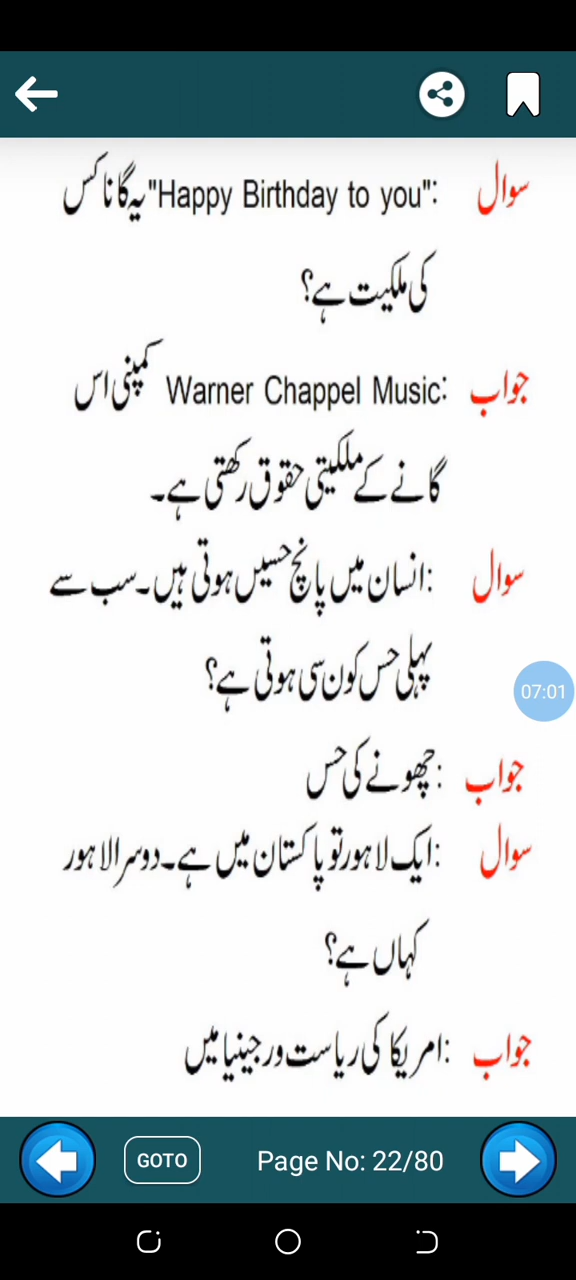 سوال :"Happy Birthday to you" یہ گانا کس
کی ملکیت ہے؟
جواب :Warner Chappel Music کمپنی اس
گانے کے ملکیتی حقوق رکھتی ہے۔
سوال :انسان میں پانچ حسیں ہوتی ہیں۔ سب سے
پہلی حس کون سی ہوتی ہے؟
07:01
جواب :چھونے کی حس
سوال :ایک لاہور تو پاکستان میں ہے۔ دوسرا لاہور
کہاں ہے؟
جواب :امریکا کی ریاست ورجینیا میں
GOTO Page No: 22/80